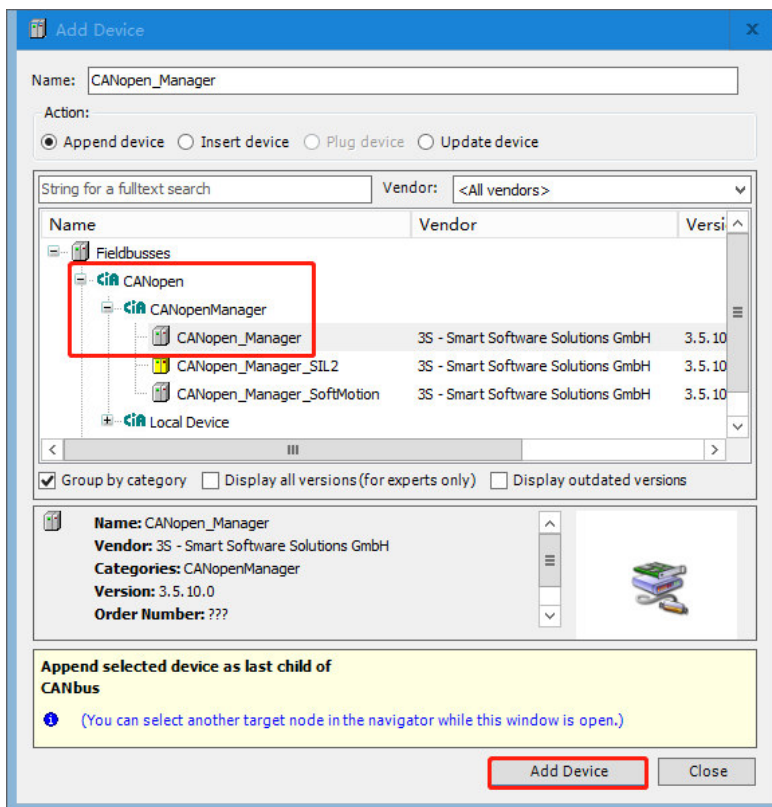 Add Device
Name: CANopen_Manager
Action:
Append device Insert device Plug device Update device
String for a fulltext search Vendor: <All vendors>
Name Vendor Versi
Fieldbusses
CiA CANopen
CiA CANopenManager
CANopen_Manager 3S - Smart Software Solutions GmbH 3.5.10
CANopen_Manager_SIL2 3S - Smart Software Solutions GmbH 3.5.10
CANopen_Manager_SoftMotion 3S - Smart Software Solutions GmbH 3.5.10
CiA Local Device
Group by category Display all versions(for experts only) Display outdated versions
Name: CANopen_Manager
Vendor: 3S - Smart Software Solutions GmbH
Categories: CANopenManager
Version: 3.5.10.0
Order Number: ???
Append selected device as last child of
CANbus
(You can select another target node in the navigator while this window is open.)
Add Device Close